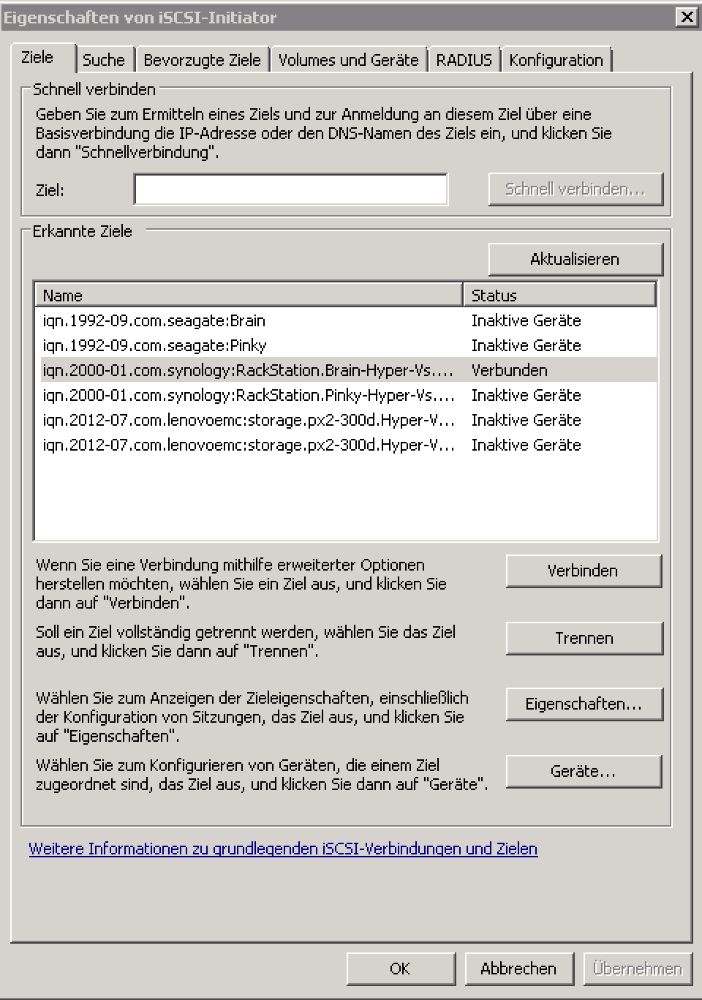 Eigenschaften von iSCSI-Initiator
Ziele
Suche
Bevorzugte Ziele
Volumes und Geräte
RADIUS
Konfiguration
Schnell verbinden
Geben Sie zum Ermitteln eines Ziels und zur Anmeldung an diesem Ziel über eine
Basisverbindung die IP-Adresse oder den DNS-Namen des Ziels ein, und klicken Sie
dann "Schnellverbindung".
Ziel:
Schnell verbinden...
Erkannte Ziele
Aktualisieren
Name Status
iqn.1992-09.com.seagate:Brain Inaktive Geräte
iqn.1992-09.com.seagate:Pinky Inaktive Geräte
iqn.2000-01.com.synology:RackStation.Brain-Hyper-Vs.... Verbunden
iqn.2000-01.com.synology:RackStation.Pinky-Hyper-Vs.... Inaktive Geräte
iqn.2012-07.com.lenovoemc:storage.px2-300d.Hyper-V... Inaktive Geräte
iqn.2012-07.com.lenovoemc:storage.px2-300d.Hyper-V... Inaktive Geräte
Wenn Sie eine Verbindung mithilfe erweiterter Optionen
herstellen möchten, wählen Sie ein Ziel aus, und klicken Sie
dann auf "Verbinden".
Verbinden
Soll ein Ziel vollständig getrennt werden, wählen Sie das Ziel
aus, und klicken Sie dann auf "Trennen".
Trennen
Wählen Sie zum Anzeigen der Zieleigenschaften, einschließlich
der Konfiguration von Sitzungen, das Ziel aus, und klicken Sie
auf "Eigenschaften".
Eigenschaften...
Wählen Sie zum Konfigurieren von Geräten, die einem Ziel
zugeordnet sind, das Ziel aus, und klicken Sie dann auf "Geräte".
Geräte...
Weitere Informationen zu grundlegenden iSCSI-Verbindungen und Zielen
OK
Abbrechen
Übernehmen